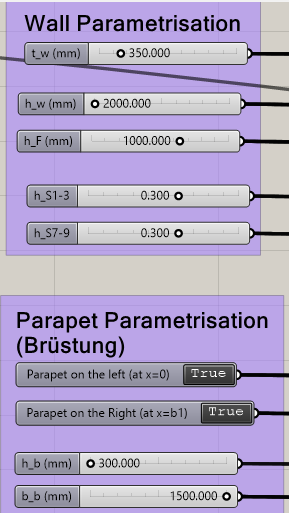 Wall Parametrisation
t_w (mm) 350.000
h_w (mm) 2000.000
h_F (mm) 1000.000
h_S1-3 0.300
h_S7-9 0.300
Parapet Parametrisation
(Brüstung)
Parapet on the left (at x=0) True
Parapet on the Right (at x=b1) True
h_b (mm) 300.000
b_b (mm) 1500.000